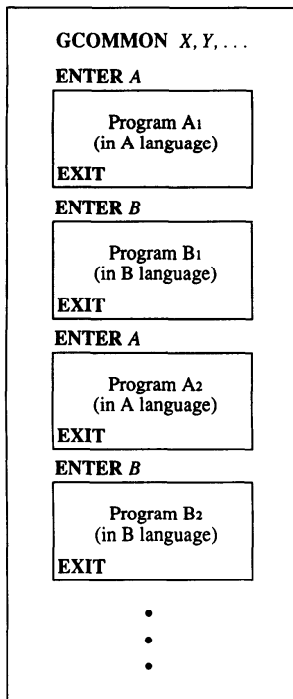 GCOMMON X, Y, . . .
ENTER A
Program A1
(in A language)
EXIT
ENTER B
Program B1
(in B language)
EXIT
ENTER A
Program A2
(in A language)
EXIT
ENTER B
Program B2
(in B language)
EXIT